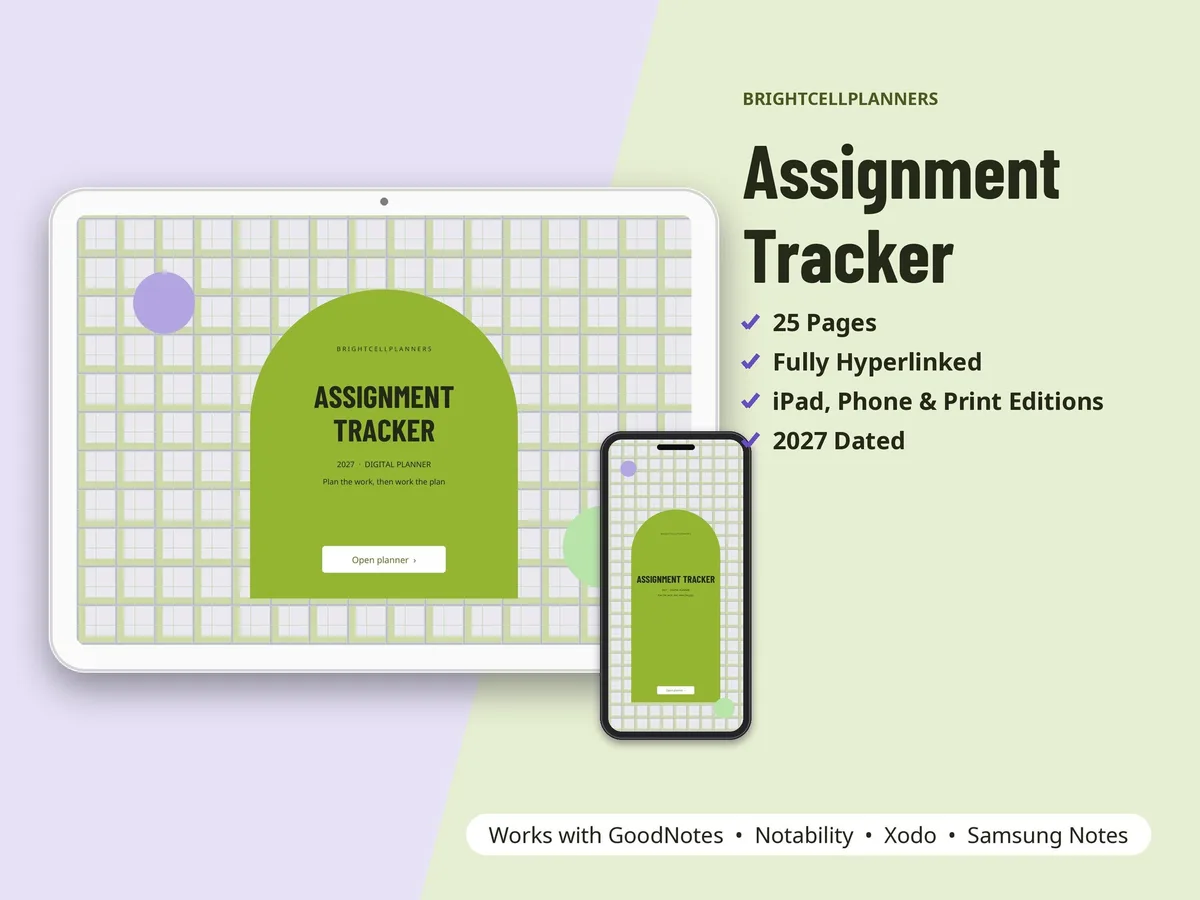 BRIGHTCELLPLANNERS
Assignment
Tracker
25 Pages
Fully Hyperlinked
iPad, Phone & Print Editions
2027 Dated
BRIGHTCELLPLANNERS
ASSIGNMENT
TRACKER
2027 · DIGITAL PLANNER
Plan the work, then work the plan
Open planner ›
ASSIGNMENT TRACKER
Works with GoodNotes • Notability • Xodo • Samsung Notes